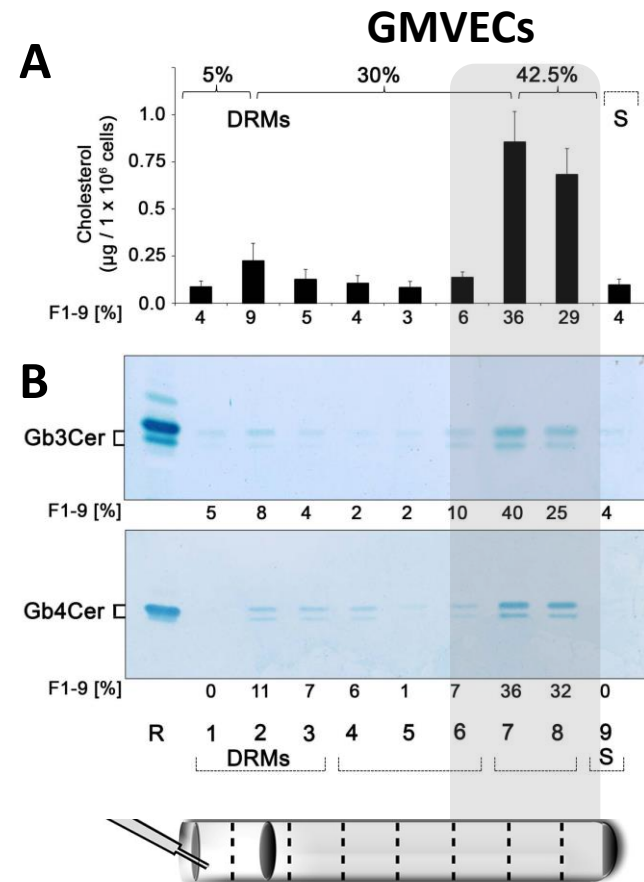 GMVECs
A
5% 30% 42.5%
DRMs S
Cholesterol
(µg / 1 x 10⁶ cells)
1.0
0.75
0.5
0.25
0.0
F1-9 [%] 4 9 5 4 3 6 36 29 4
B
Gb3Cer
F1-9 [%] 5 8 4 2 2 10 40 25 4
Gb4Cer
F1-9 [%] 0 11 7 6 1 7 36 32 0
R 1 2 3 4 5 6 7 8 9
DRMs S